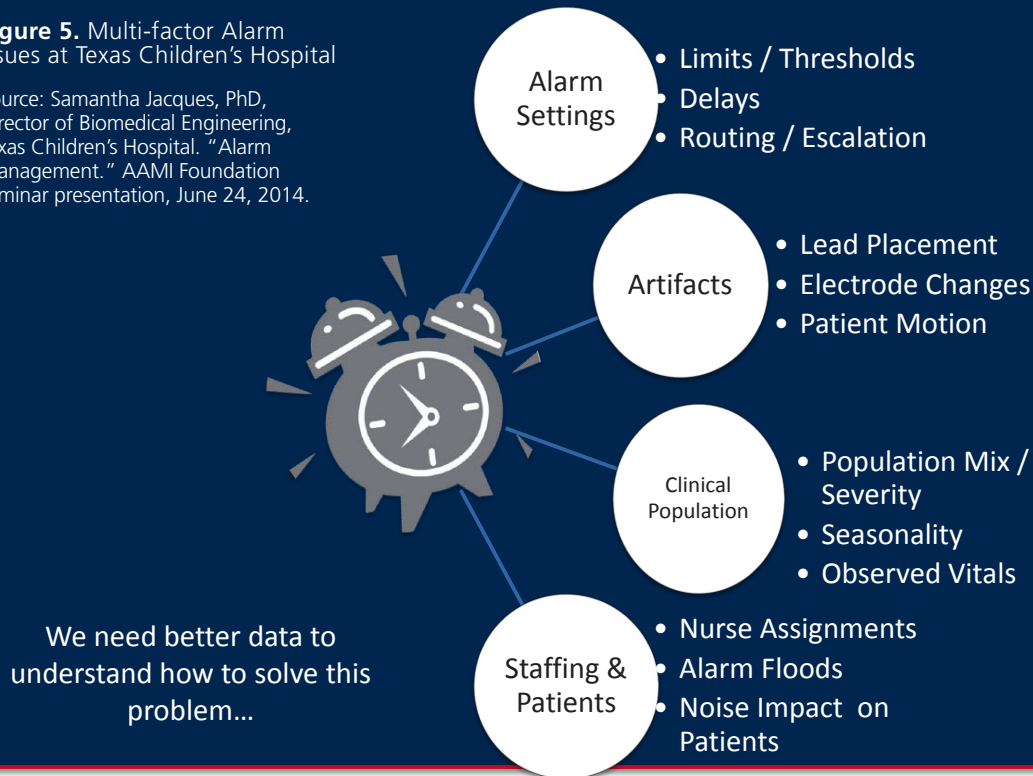 gure 5. Multi-factor Alarm
sues at Texas Children's Hospital
ource: Samantha Jacques, PhD,
rector of Biomedical Engineering,
xas Children's Hospital. "Alarm
anagement." AAMI Foundation
minar presentation, June 24, 2014.
Alarm
Settings
• Limits / Thresholds
• Delays
• Routing / Escalation
Artifacts
• Lead Placement
• Electrode Changes
• Patient Motion
Clinical
Population
• Population Mix /
Severity
• Seasonality
• Observed Vitals
Staffing &
Patients
• Nurse Assignments
• Alarm Floods
• Noise Impact on
Patients
We need better data to
understand how to solve this
problem...